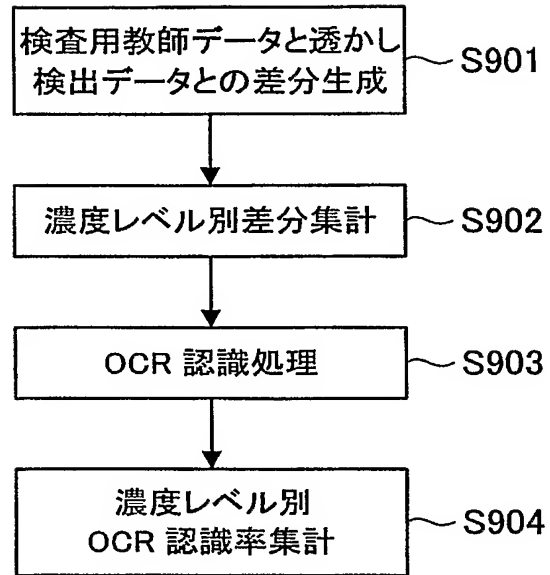 検査用教師データと透かし
検出データとの差分生成
S901
濃度レベル別差分集計
S902
OCR 認識処理
S903
濃度レベル別
OCR 認識率集計
S904